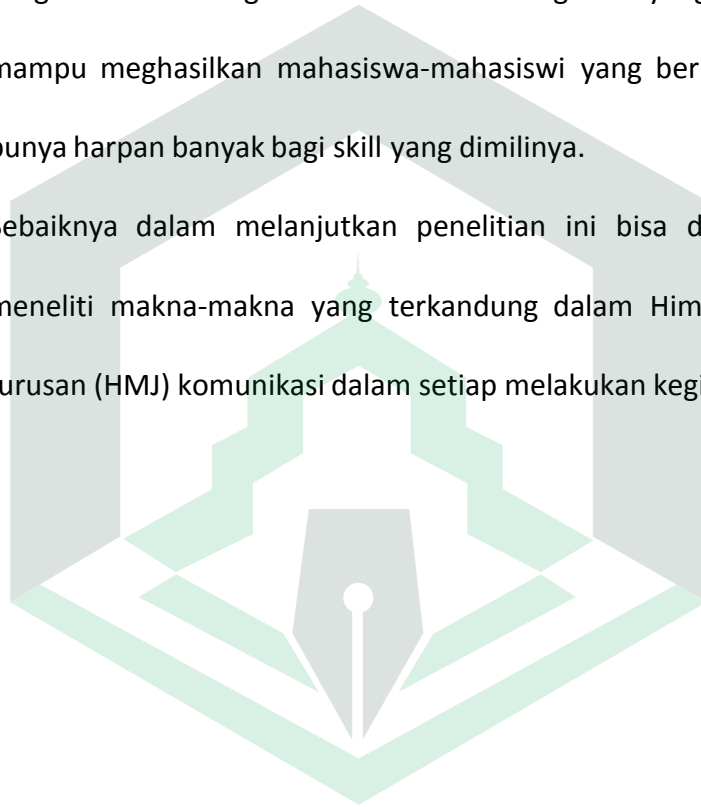 mampu meghasilkan mahasiswa-mahasiswi yang ber
punya harpan banyak bagi skill yang dimilinya.
Sebaiknya dalam melanjutkan penelitian ini bisa
meneliti makna-makna yang terkandung dalam Him
jurusan (HMJ) komunikasi dalam setiap melakukan kegi